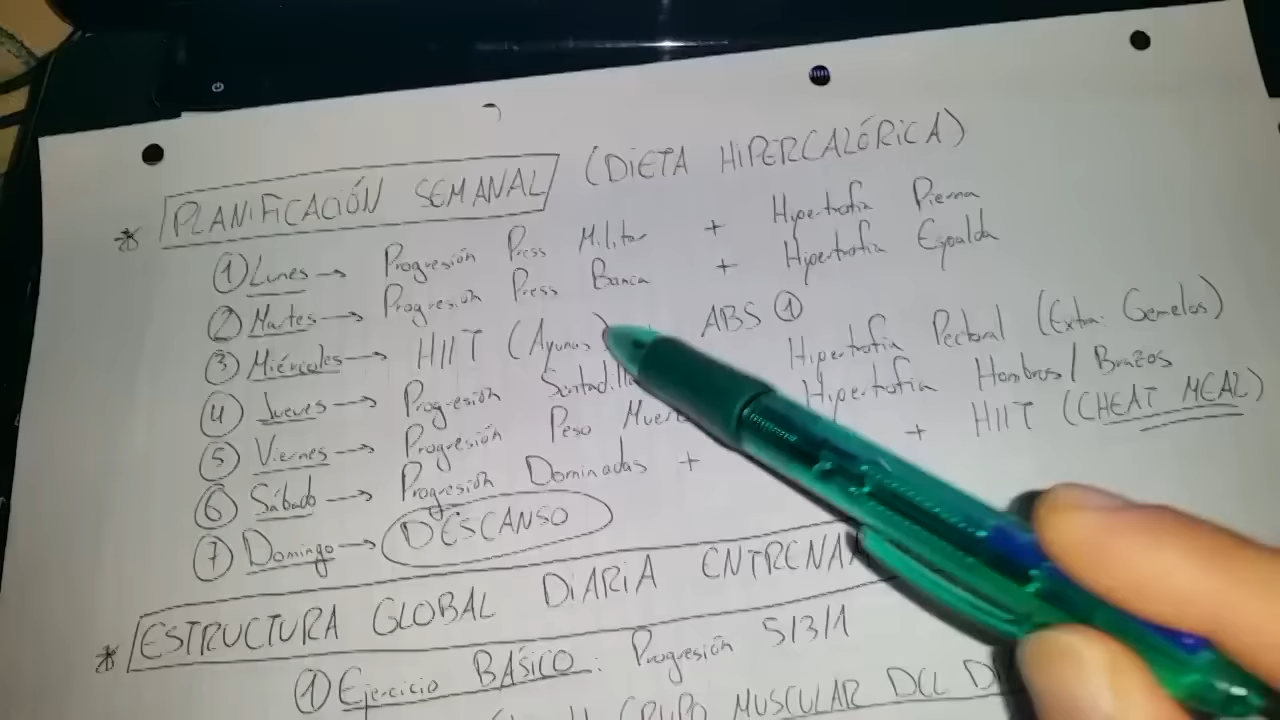 * PLANIFICACIÓN SEMANAL (DIETA HIPERCALÓRICA)
① Lunes → Progresión Press Militar + Hipertrofia Pierna
② Martes → Progresión Press Banca + Hipertrofia Espalda
③ Miércoles → HIIT (Ayunas) ABS ①
④ Jueves → Progresión Sentadilla Hipertrofia Pectoral (Extra: Gemelos)
⑤ Viernes → Progresión Peso Muerto Hipertrofia Hombros/Brazos
⑥ Sábado → Progresión Dominadas + + HIIT (CHEAT MEAL)
⑦ Domingo → DESCANSO
* ESTRUCTURA GLOBAL DIARIA
① Ejercicio BÁSICO: Progresión 5/3/1
GRUPO MUSCULAR DEL